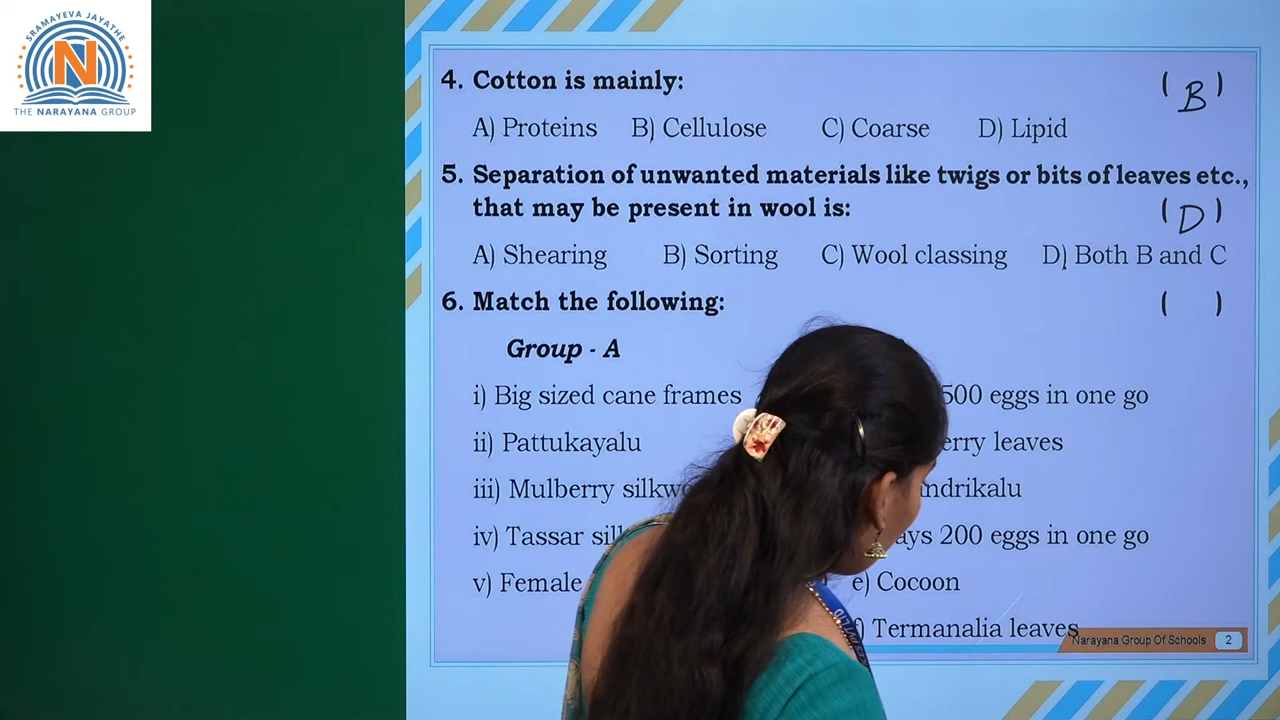 SRAMAYEVA JAYATHE
N
THE NARAYANA GROUP
4. Cotton is mainly: ( B )
A) Proteins B) Cellulose C) Coarse D) Lipid
5. Separation of unwanted materials like twigs or bits of leaves etc.,
that may be present in wool is: ( D )
A) Shearing B) Sorting C) Wool classing D) Both B and C
6. Match the following: ( )
Group - A
i) Big sized cane frames 500 eggs in one go
ii) Pattukayalu leaves
iii) Mulberry
iv) Tassar 200 eggs in one go
v) Female e) Cocoon
f) Termanalia leaves
Narayana Group Of Schools 2